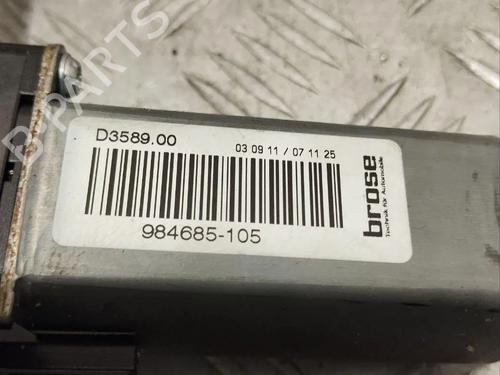 B-PARTS
D3589.00
03 09 11 / 07 11 25
984685-105
brose
Technik für Automobile